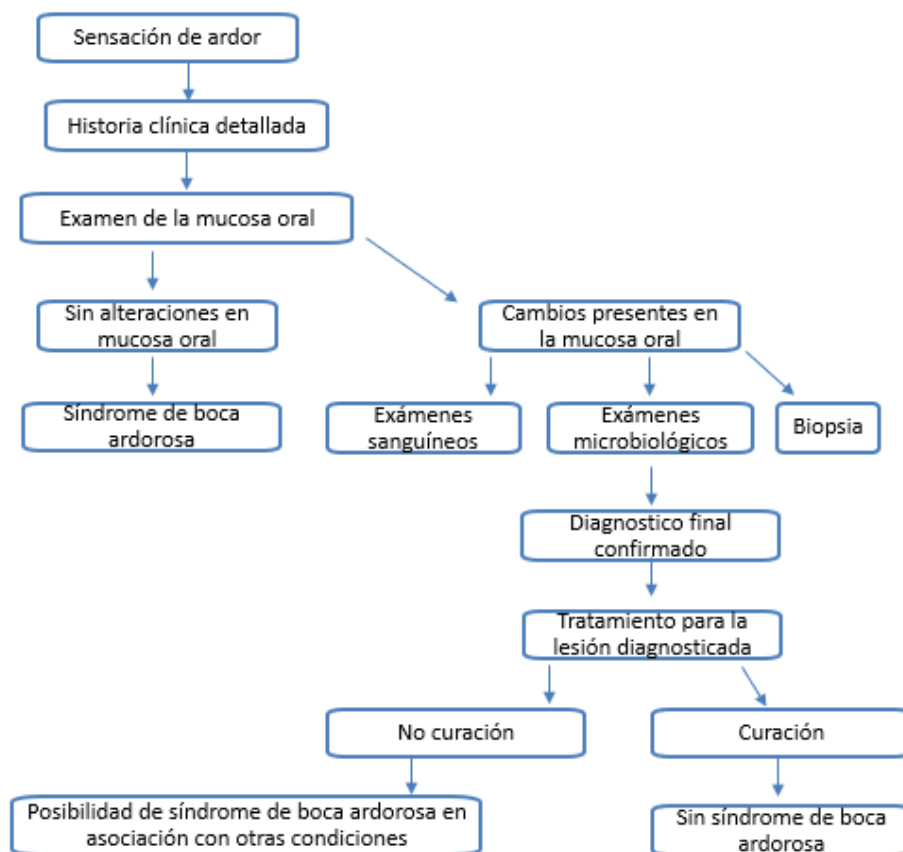 Sensación de ardor
Historia clínica detallada
Examen de la mucosa oral
Sin alteraciones en
mucosa oral
Cambios presentes en
la mucosa oral
Síndrome de boca
ardorosa
Exámenes
sanguíneos
Exámenes
microbiológicos
Biopsia
Diagnostico final
confirmado
Tratamiento para la
lesión diagnosticada
No curación
Curación
Posibilidad de síndrome de boca ardorosa en
asociación con otras condiciones
Sin síndrome de boca
ardorosa